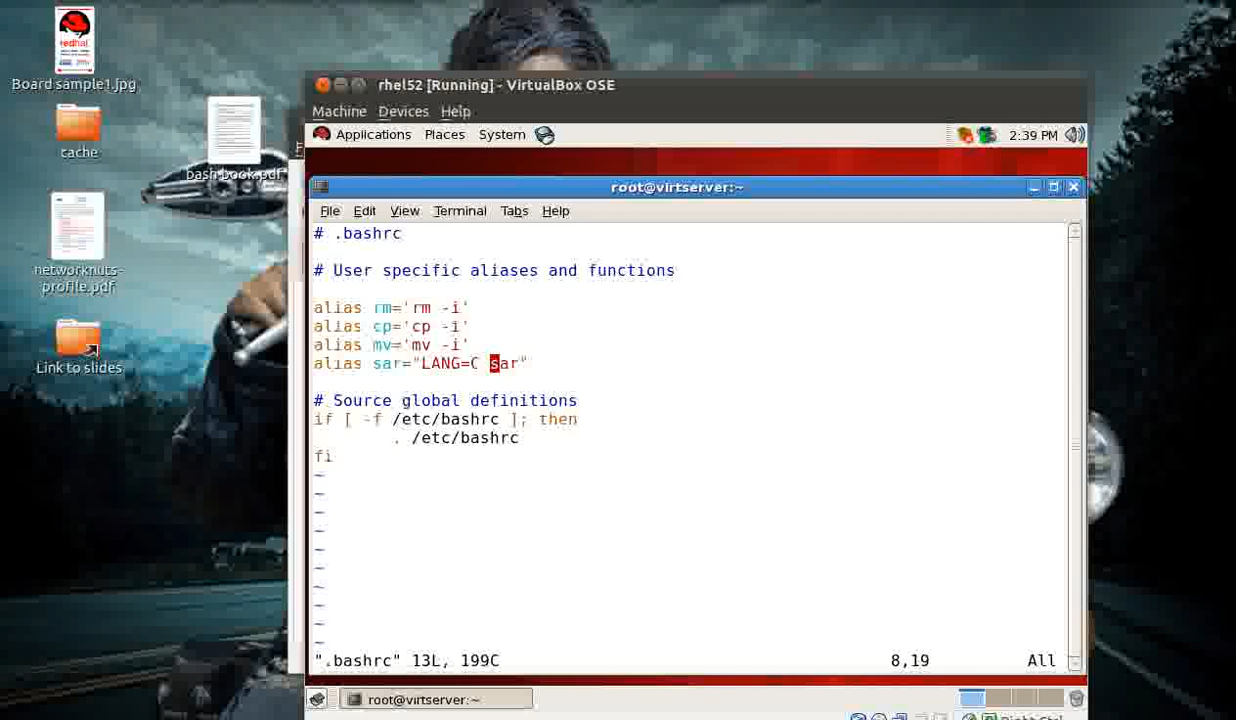 redhat
Board sample1.jpg
cache
bash book.pdf
networknuts-
profile.pdf
Link to slides
rhel52 [Running] - VirtualBox OSE
Machine Devices Help
Applications Places System 2:39 PM
root@virtserver:~
File Edit View Terminal Tabs Help
# .bashrc
# User specific aliases and functions
alias rm='rm -i'
alias cp='cp -i'
alias mv='mv -i'
alias sar="LANG=C sar"
# Source global definitions
if [ -f /etc/bashrc ]; then
. /etc/bashrc
fi
~
~
~
~
~
~
~
~
~
~
".bashrc" 13L, 199C 8,19 All
root@virtserver:~
Right Ctrl